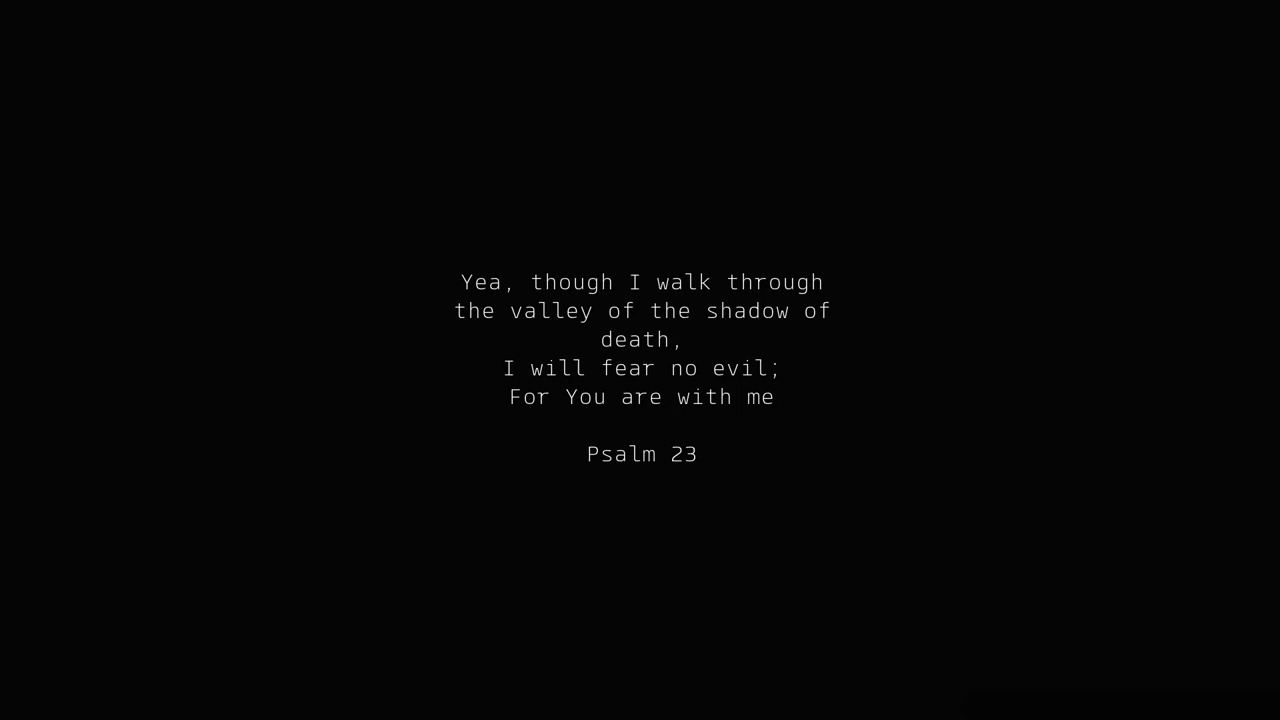 Yea, though I walk through
the valley of the shadow of
death,
I will fear no evil;
For You are with me
Psalm 23